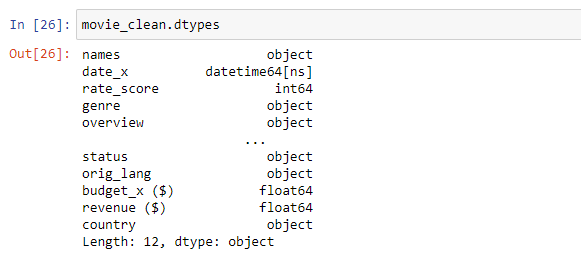 In [26]: movie_clean.dtypes
Out[26]: names object
date_x datetime64[ns]
rate_score int64
genre object
overview object
...
status object
orig_lang object
budget_x ($) float64
revenue ($) float64
country object
Length: 12, dtype: object